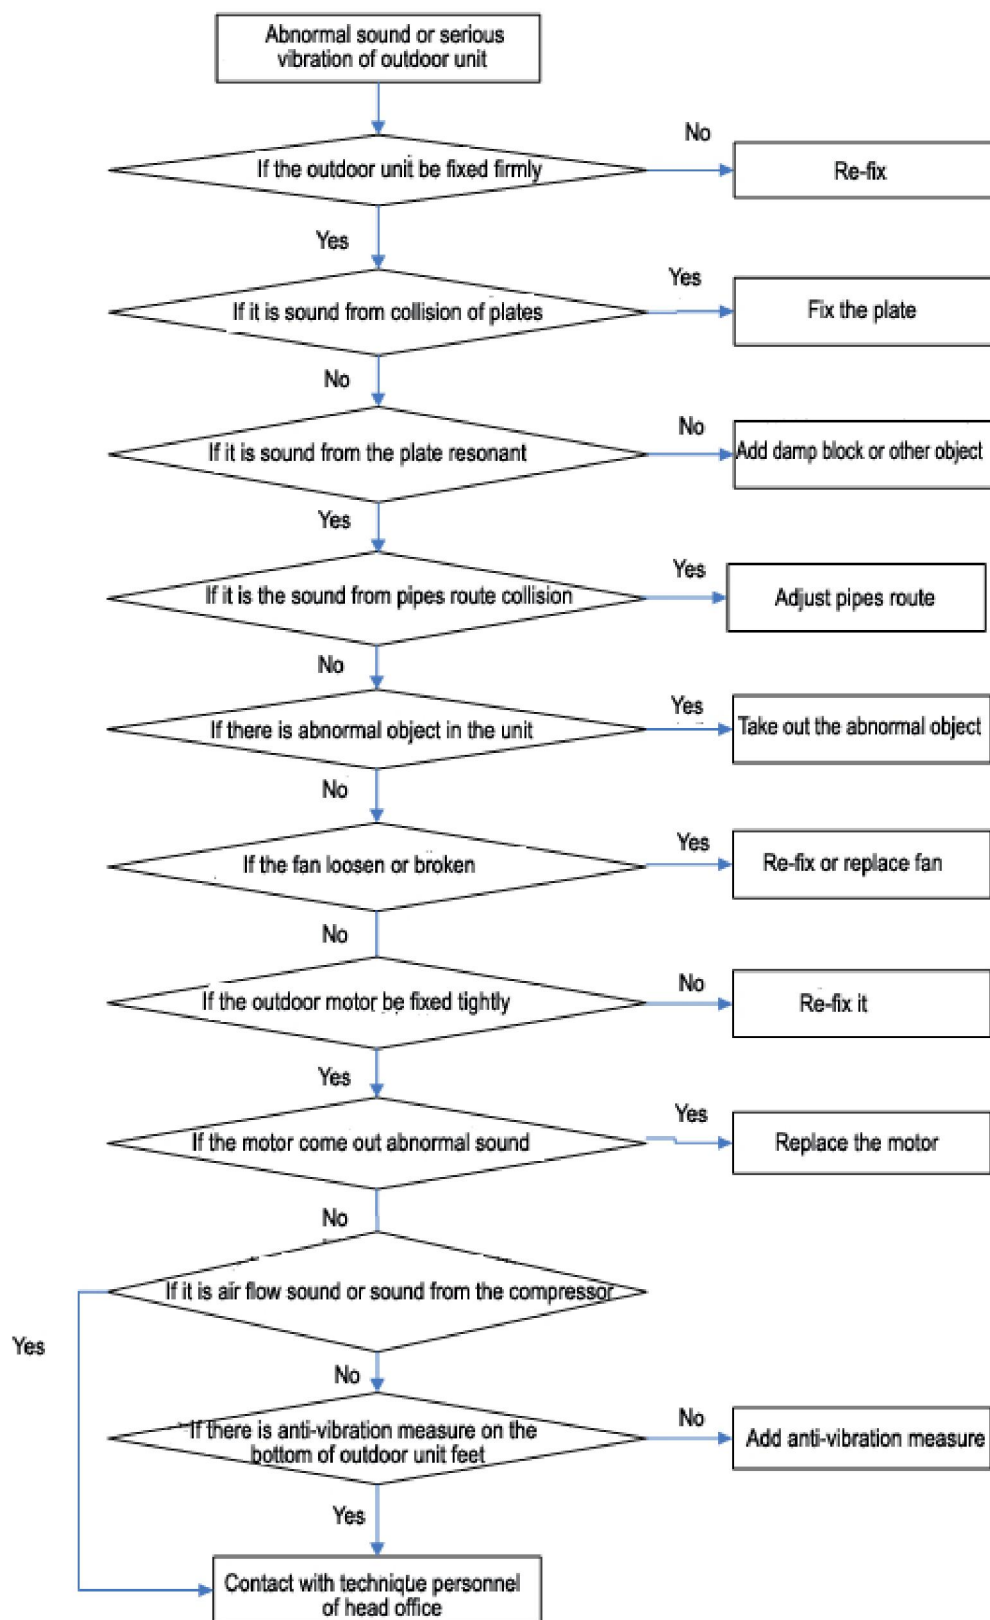 Abnormal sound or serious
vibration of outdoor unit
No
If the outdoor unit be fixed firmly
Re-fix
Yes
Yes
If it is sound from collision of plates
Fix the plate
No
No
If it is sound from the plate resonant
Add damp block or other object
Yes
Yes
If it is the sound from pipes route collision
Adjust pipes route
No
Yes
If there is abnormal object in the unit
Take out the abnormal object
No
Yes
If the fan loosen or broken
Re-fix or replace fan
No
No
If the outdoor motor be fixed tightly
Re-fix it
Yes
Yes
If the motor come out abnormal sound
Replace the motor
No
If it is air flow sound or sound from the compressor
Yes
No
No
If there is anti-vibration measure on the
bottom of outdoor unit feet
Add anti-vibration measure
Yes
Contact with technique personnel
of head office